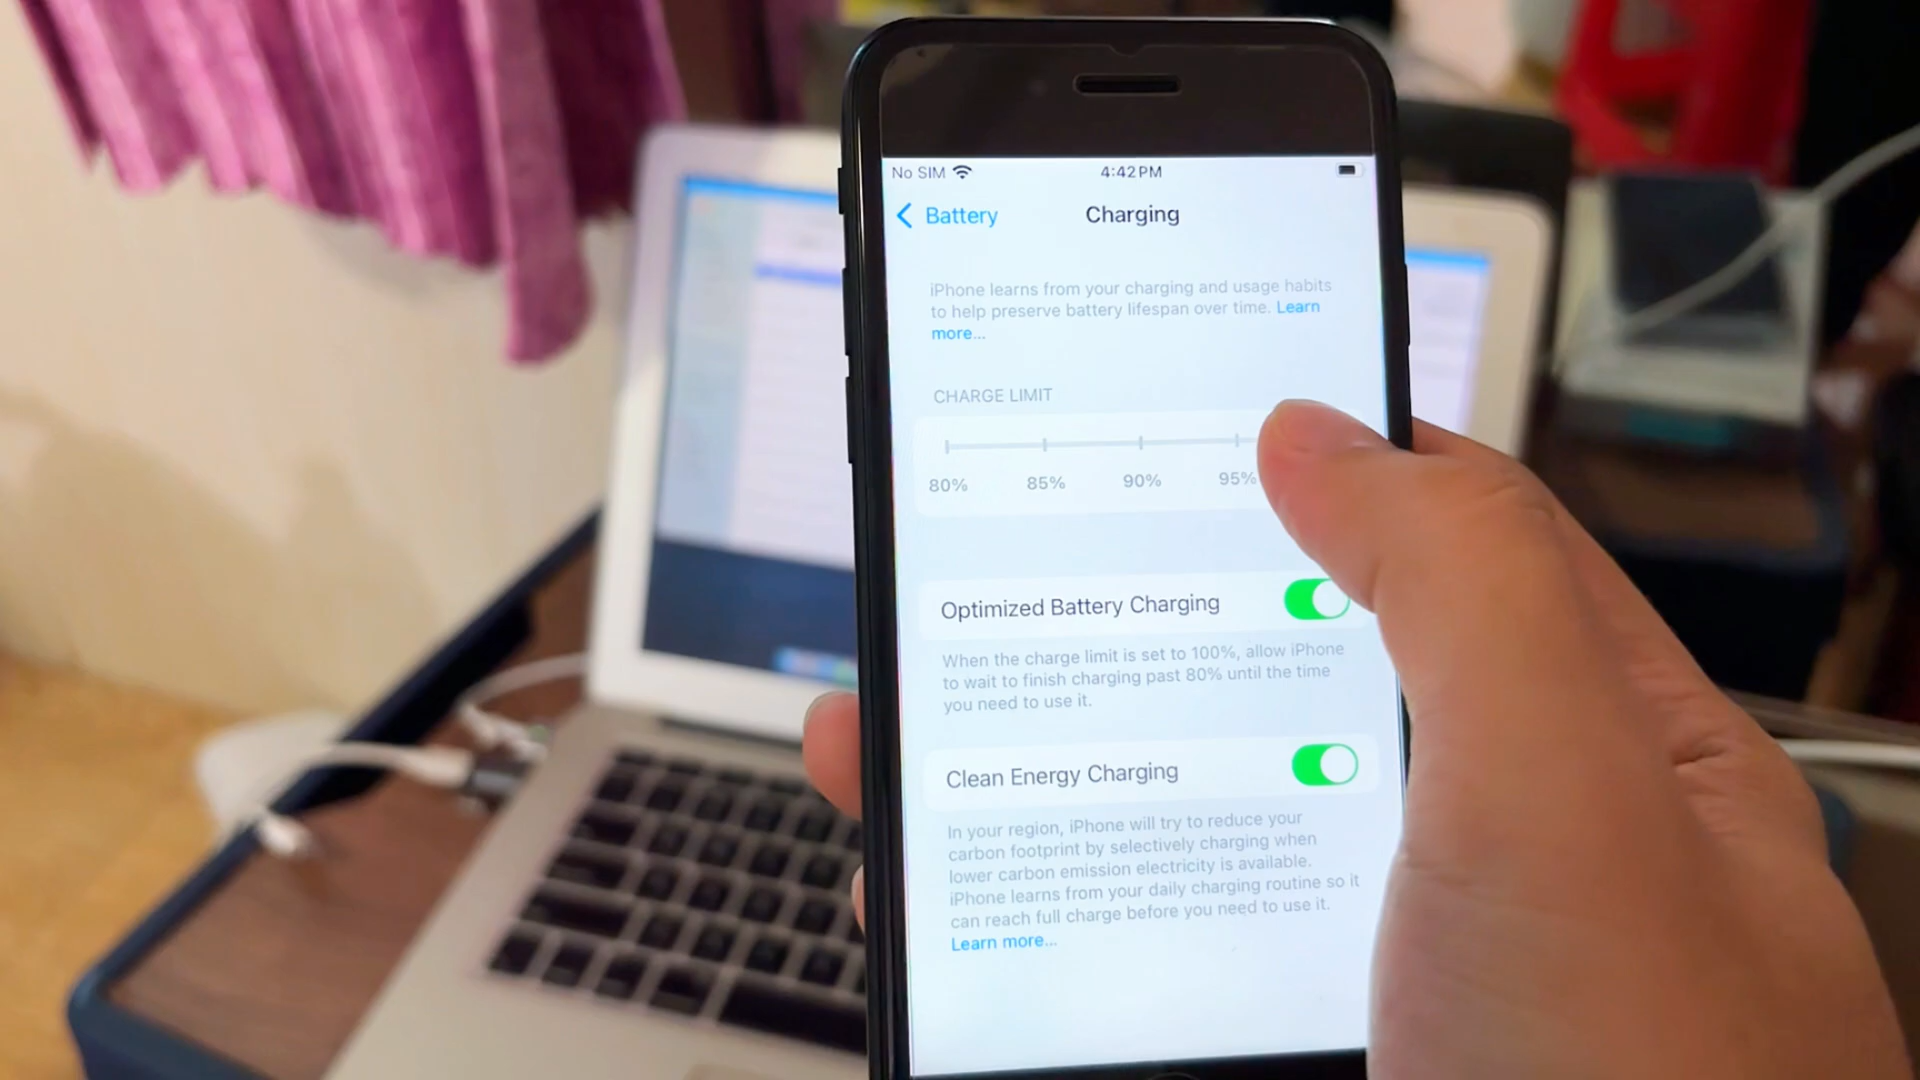 No SIM 4:42 PM
Battery Charging
iPhone learns from your charging and usage habits
to help preserve battery lifespan over time. Learn
more...
CHARGE LIMIT
80% 85% 90% 95%
Optimized Battery Charging
When the charge limit is set to 100%, allow iPhone
to wait to finish charging past 80% until the time
you need to use it.
Clean Energy Charging
In your region, iPhone will try to reduce your
carbon footprint by selectively charging when
lower carbon emission electricity is available.
iPhone learns from your daily charging routine so it
can reach full charge before you need to use it.
Learn more...